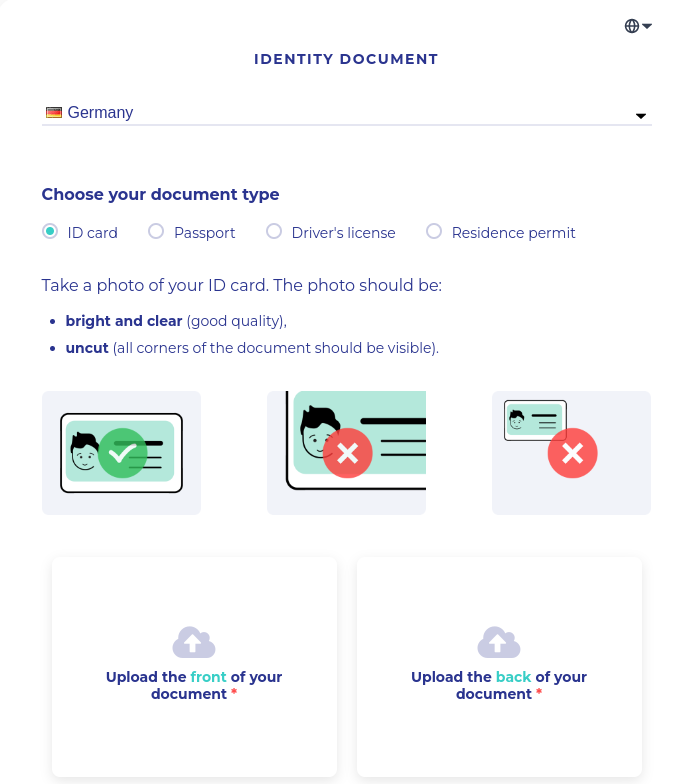 IDENTITY DOCUMENT
Germany
Choose your document type
ID card
Passport
Driver's license
Residence permit
Take a photo of your ID card. The photo should be:
bright and clear (good quality),
uncut (all corners of the document should be visible).
Upload the front of your
document *
Upload the back of your
document *